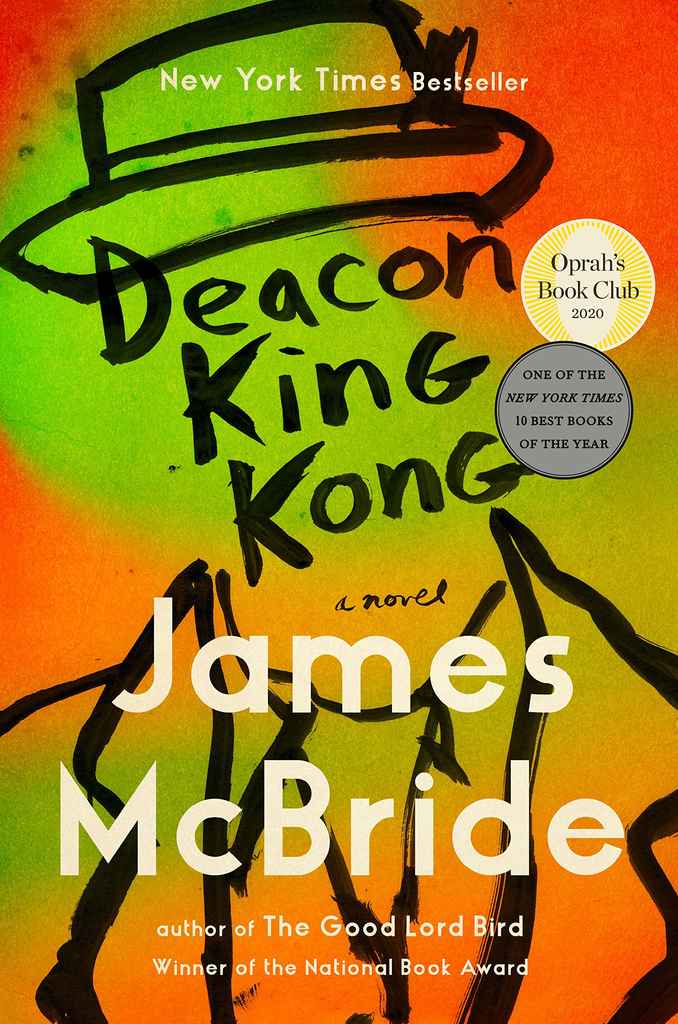 New York Times Bestseller
Deacon
King
Kong
Oprah's
Book Club
2020
ONE OF THE
NEW YORK TIMES
10 BEST BOOKS
OF THE YEAR
a novel
James
McBride
author of The Good Lord Bird
Winner of the National Book Award